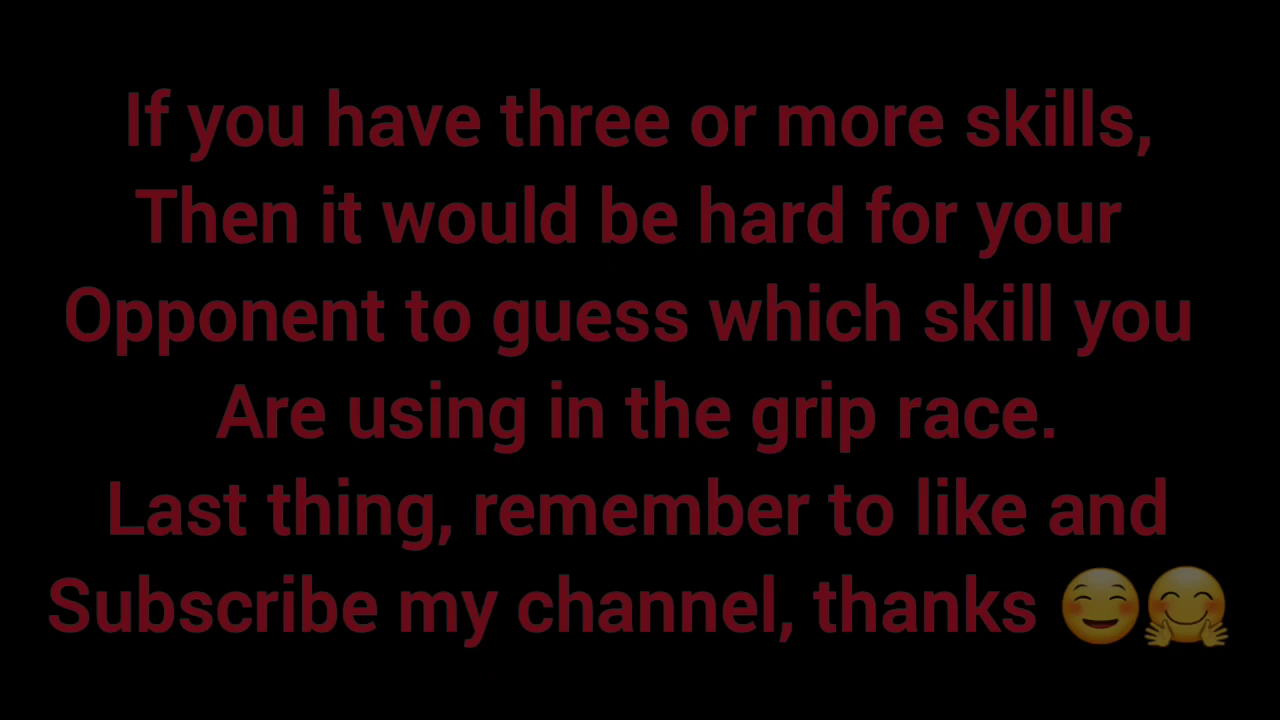 If you have three or more skills,
Then it would be hard for your
Opponent to guess which skill you
Are using in the grip race.
Last thing, remember to like and
Subscribe my channel, thanks 😊🤗